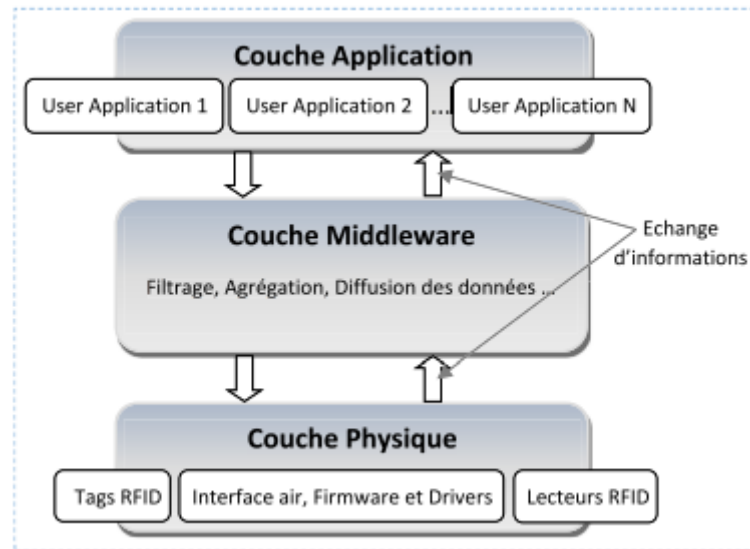 Couche Application
User Application 1
User Application 2
...
User Application N
Couche Middleware
Filtrage, Agrégation, Diffusion des données ...
Echange
d'informations
Couche Physique
Tags RFID
Interface air, Firmware et Drivers
Lecteurs RFID